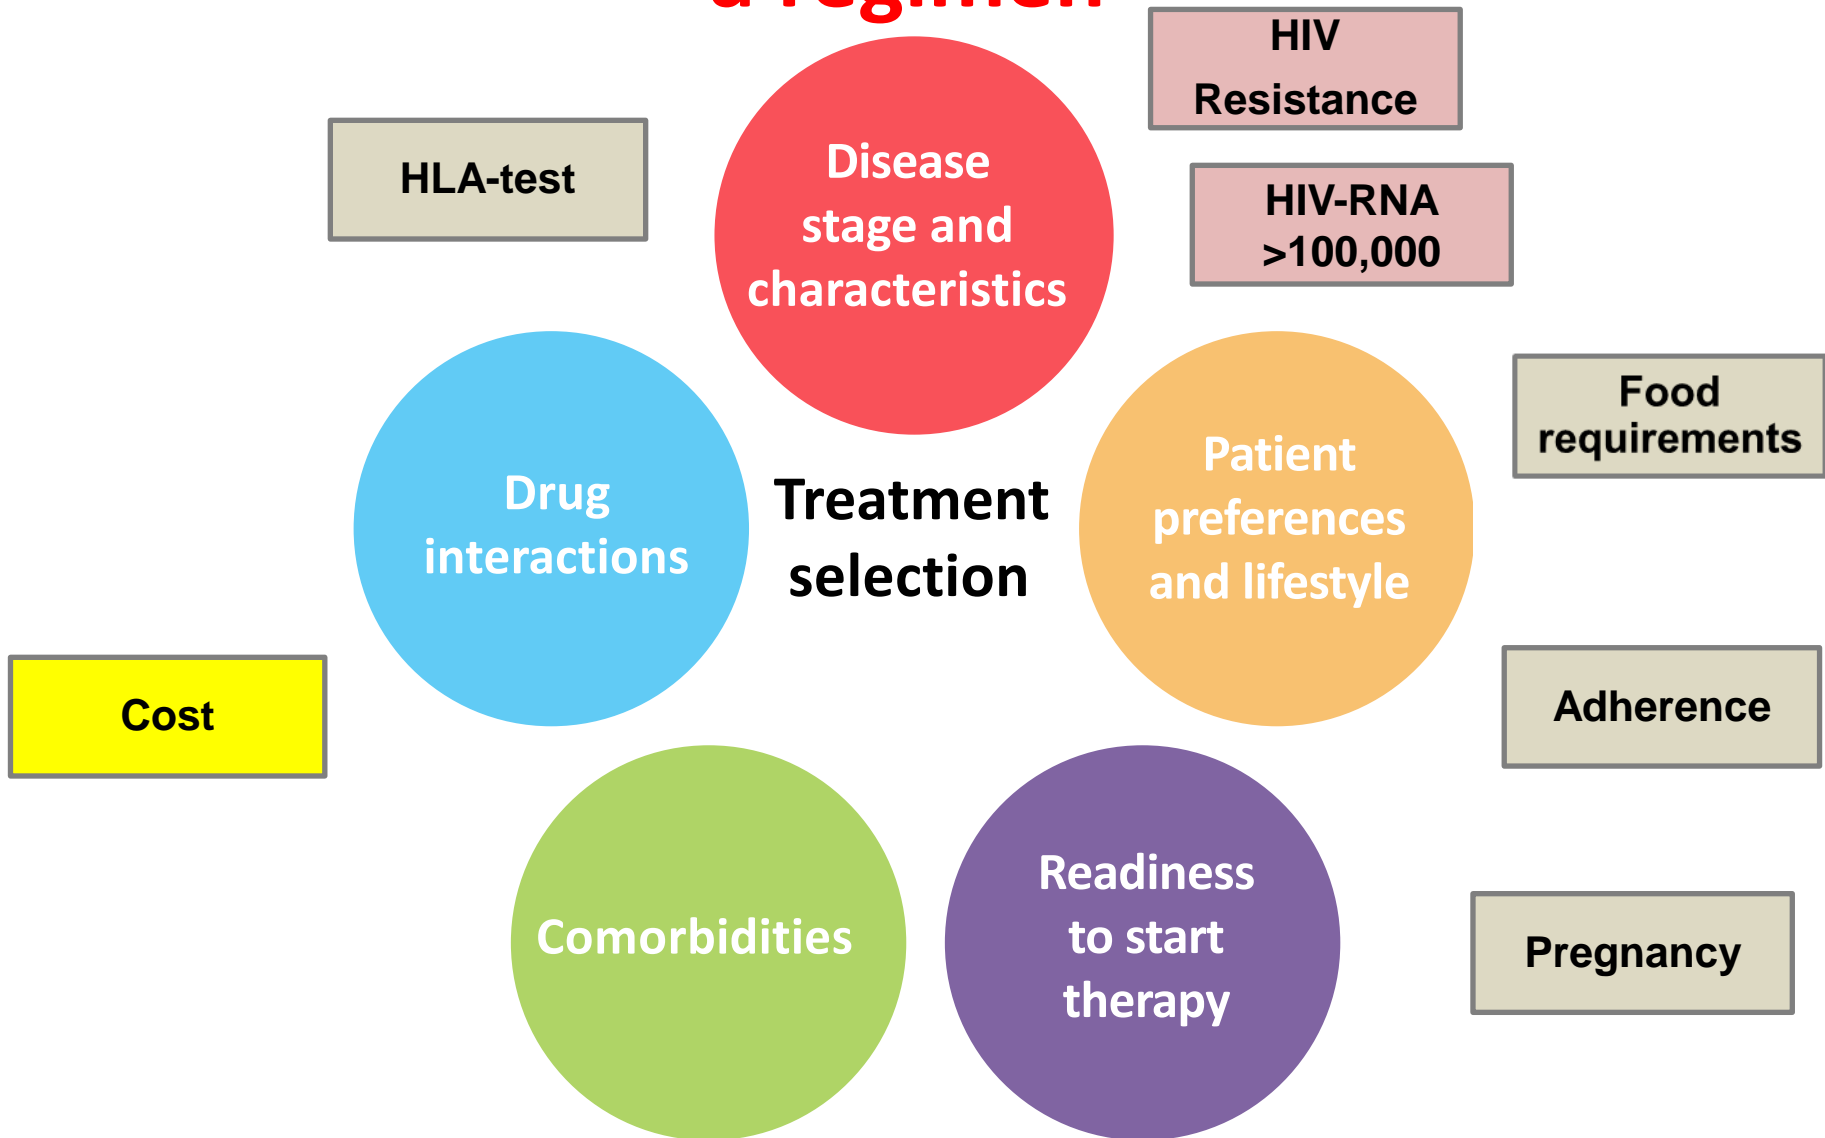 a regimen
HIV
Resistance
HLA-test
Disease
stage and
characteristics
HIV-RNA
>100,000
Food
requirements
Drug
interactions
Treatment
selection
Patient
preferences
and lifestyle
Cost
Adherence
Comorbidities
Readiness
to start
therapy
Pregnancy